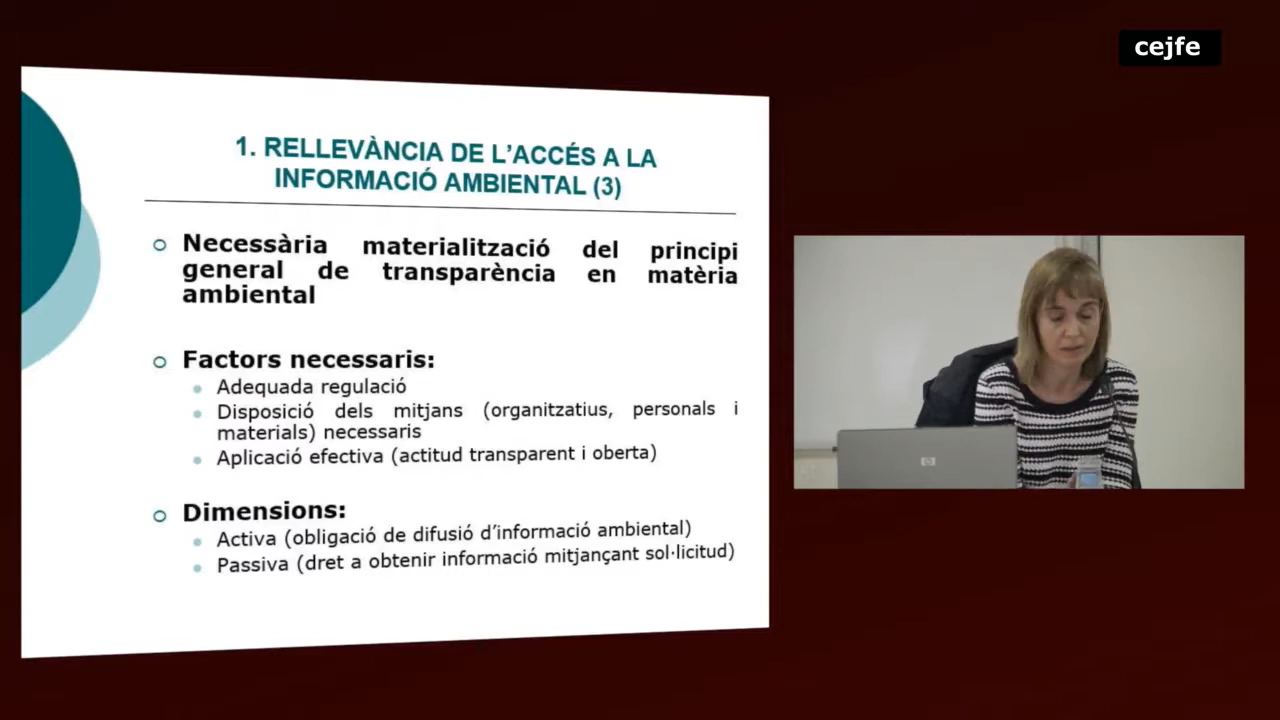 cejfe
1. RELLEVÀNCIA DE L'ACCÉS A LA
INFORMACIÓ AMBIENTAL (3)
Necessària materialització del principi
general de transparència en matèria
ambiental
Factors necessaris:
Adequada regulació
Disposició dels mitjans (organitzatius, personals i
materials) necessaris
Aplicació efectiva (actitud transparent i oberta)
Dimensions:
Activa (obligació de difusió d'informació ambiental)
Passiva (dret a obtenir informació mitjançant sol·licitud)
hp